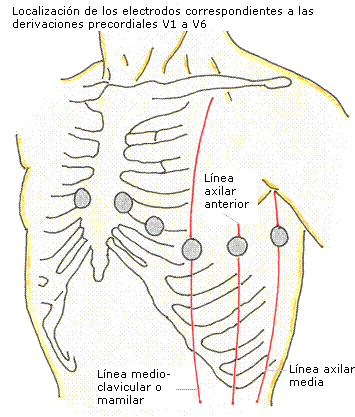 Localización de los electrodos correspondientes a las
derivaciones precordiales V1 a V6
Línea
axilar
anterior
Línea medio-
clavicular o
mamilar
Línea axilar
media